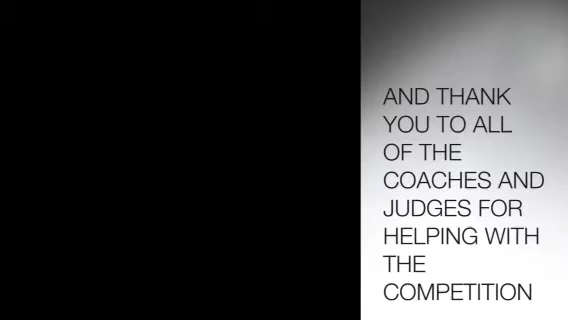 AND THANK
YOU TO ALL
OF THE
COACHES AND
JUDGES FOR
HELPING WITH
THE
COMPETITION